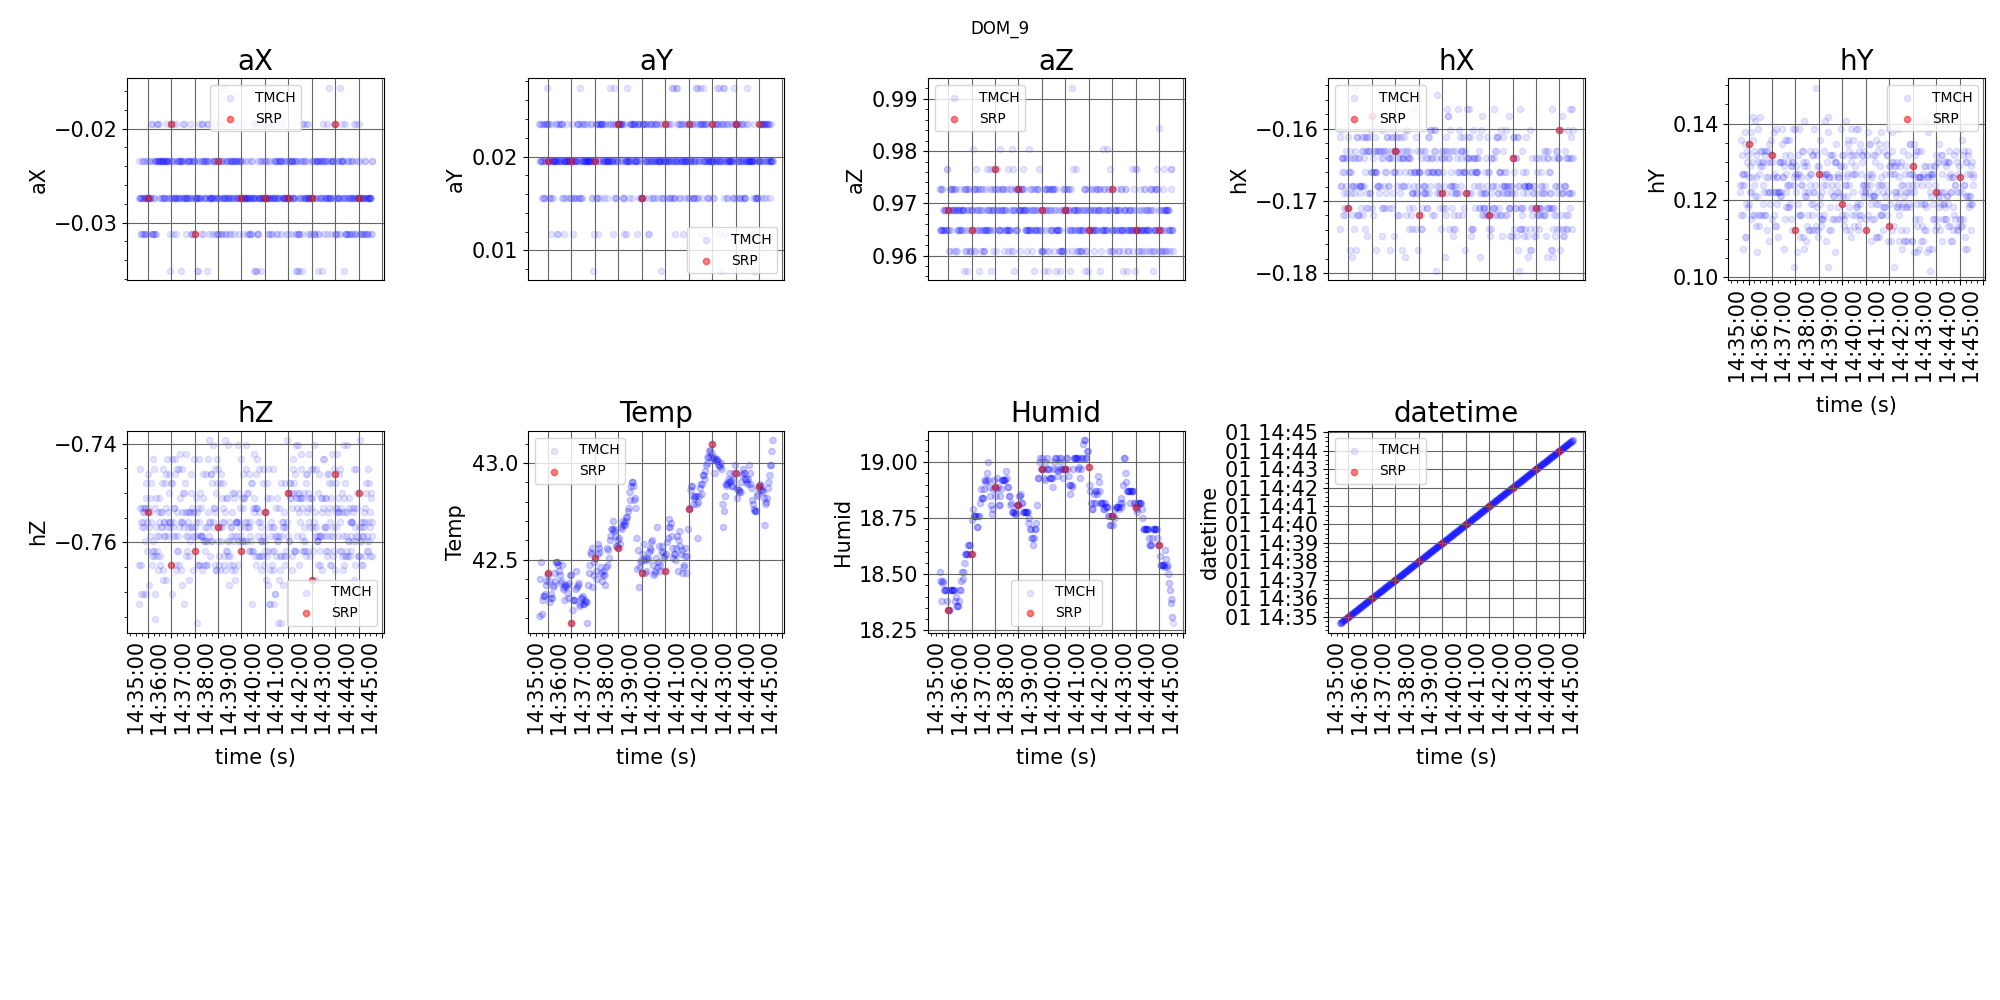 DOM_9
aX
aY
aZ
hX
hY
TMCH
SRP
−0.02
−0.03
aX
TMCH
SRP
0.02
0.01
aY
TMCH
SRP
0.99
0.98
0.97
0.96
aZ
TMCH
SRP
−0.16
−0.17
−0.18
hX
TMCH
SRP
0.14
0.12
0.10
hY
14:35:00
14:36:00
14:37:00
14:38:00
14:39:00
14:40:00
14:41:00
14:42:00
14:43:00
14:44:00
14:45:00
time (s)
hZ
Temp
Humid
datetime
−0.74
−0.76
hZ
TMCH
SRP
14:35:00
14:36:00
14:37:00
14:38:00
14:39:00
14:40:00
14:41:00
14:42:00
14:43:00
14:44:00
14:45:00
time (s)
43.0
42.5
Temp
TMCH
SRP
14:35:00
14:36:00
14:37:00
14:38:00
14:39:00
14:40:00
14:41:00
14:42:00
14:43:00
14:44:00
14:45:00
time (s)
19.00
18.75
18.50
18.25
Humid
TMCH
SRP
14:35:00
14:36:00
14:37:00
14:38:00
14:39:00
14:40:00
14:41:00
14:42:00
14:43:00
14:44:00
14:45:00
time (s)
01 14:45
01 14:44
01 14:43
01 14:42
01 14:41
01 14:40
01 14:39
01 14:38
01 14:37
01 14:36
01 14:35
datetime
TMCH
SRP
14:35:00
14:36:00
14:37:00
14:38:00
14:39:00
14:40:00
14:41:00
14:42:00
14:43:00
14:44:00
14:45:00
time (s)